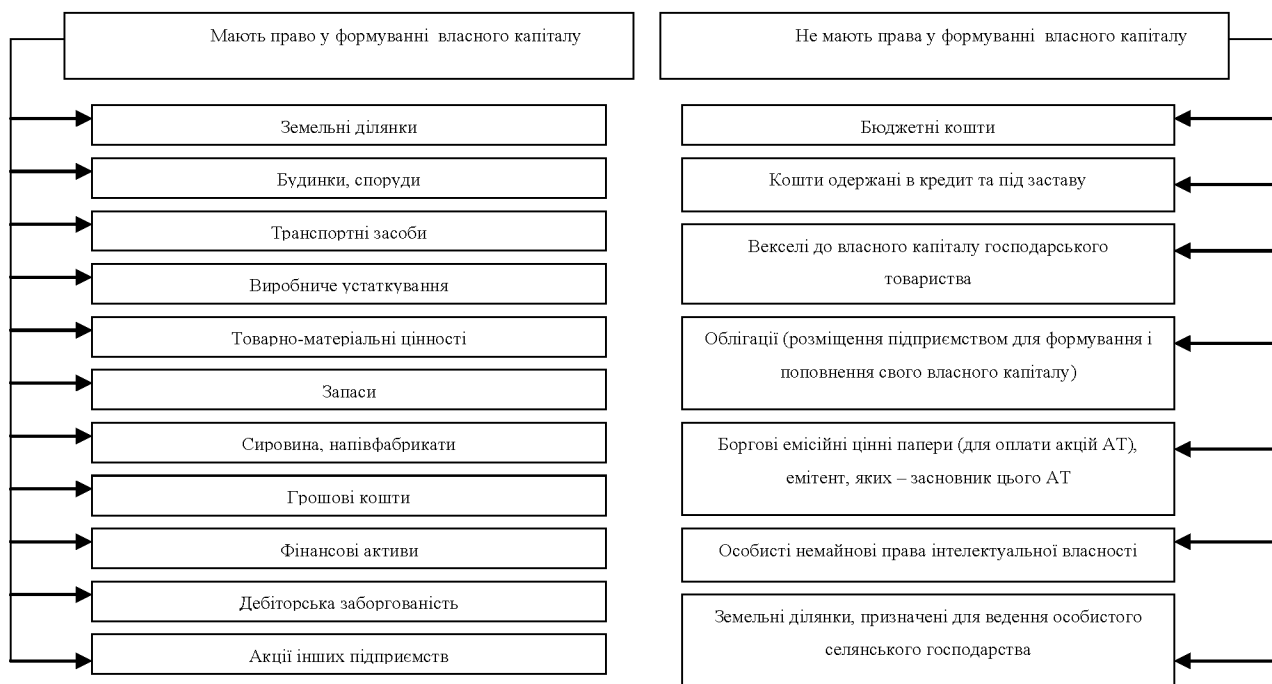 Мають право у формуванні власного капіталу
Земельні ділянки
Будинки, споруди
Транспортні засоби
Виробниче устаткування
Товарно-матеріальні цінності
Запаси
Сировина, напівфабрикати
Грошові кошти
Фінансові активи
Дебіторська заборгованість
Акції інших підприємств
Не мають права у формуванні власного капіталу
Бюджетні кошти
Кошти одержані в кредит та під заставу
Векселі до власного капіталу господарського
товариства
Облігації (розміщення підприємством для формування і
поповнення свого власного капіталу)
Боргові емісійні цінні папери (для оплати акцій АТ),
емітент, яких – засновник цього АТ
Особисті немайнові права інтелектуальної власності
Земельні ділянки, призначені для ведення особистого
селянського господарства